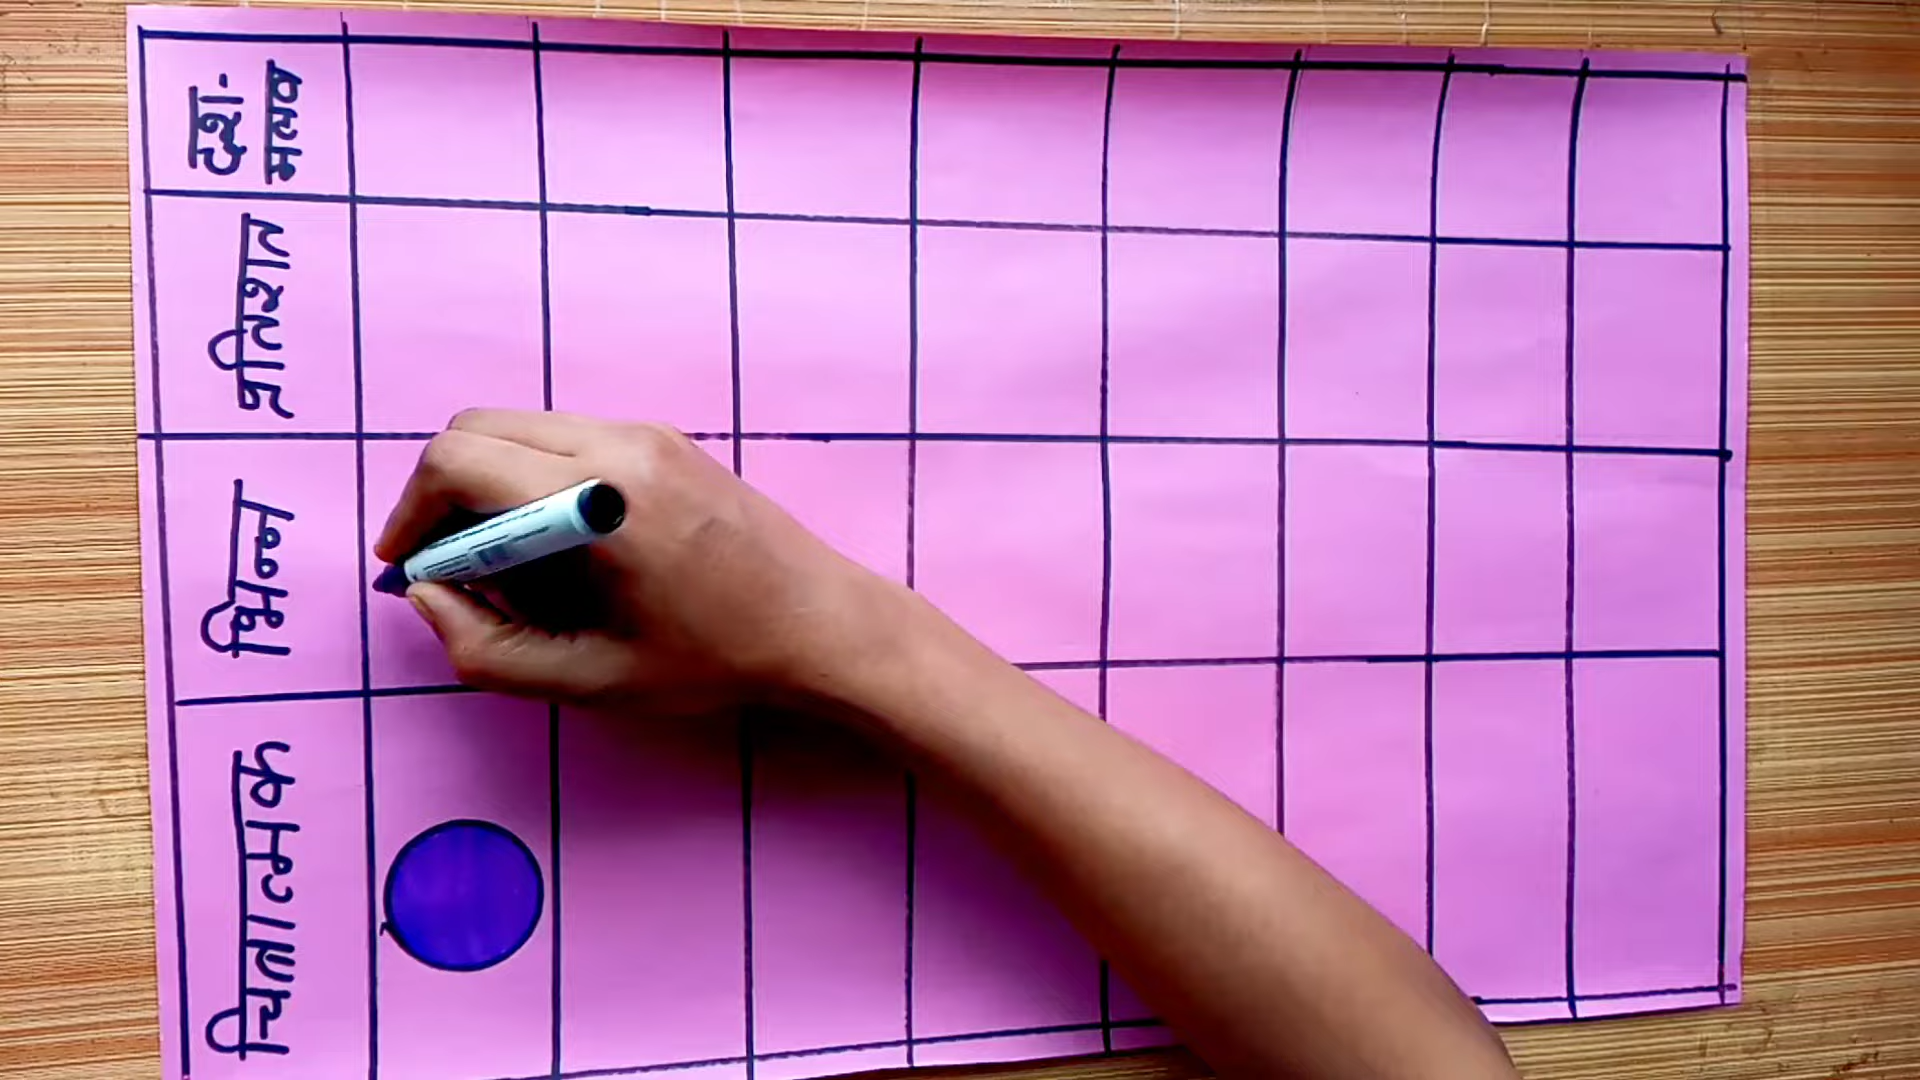 चित्रात्मक
भिन्न
प्रतिशत
दश-
मलव